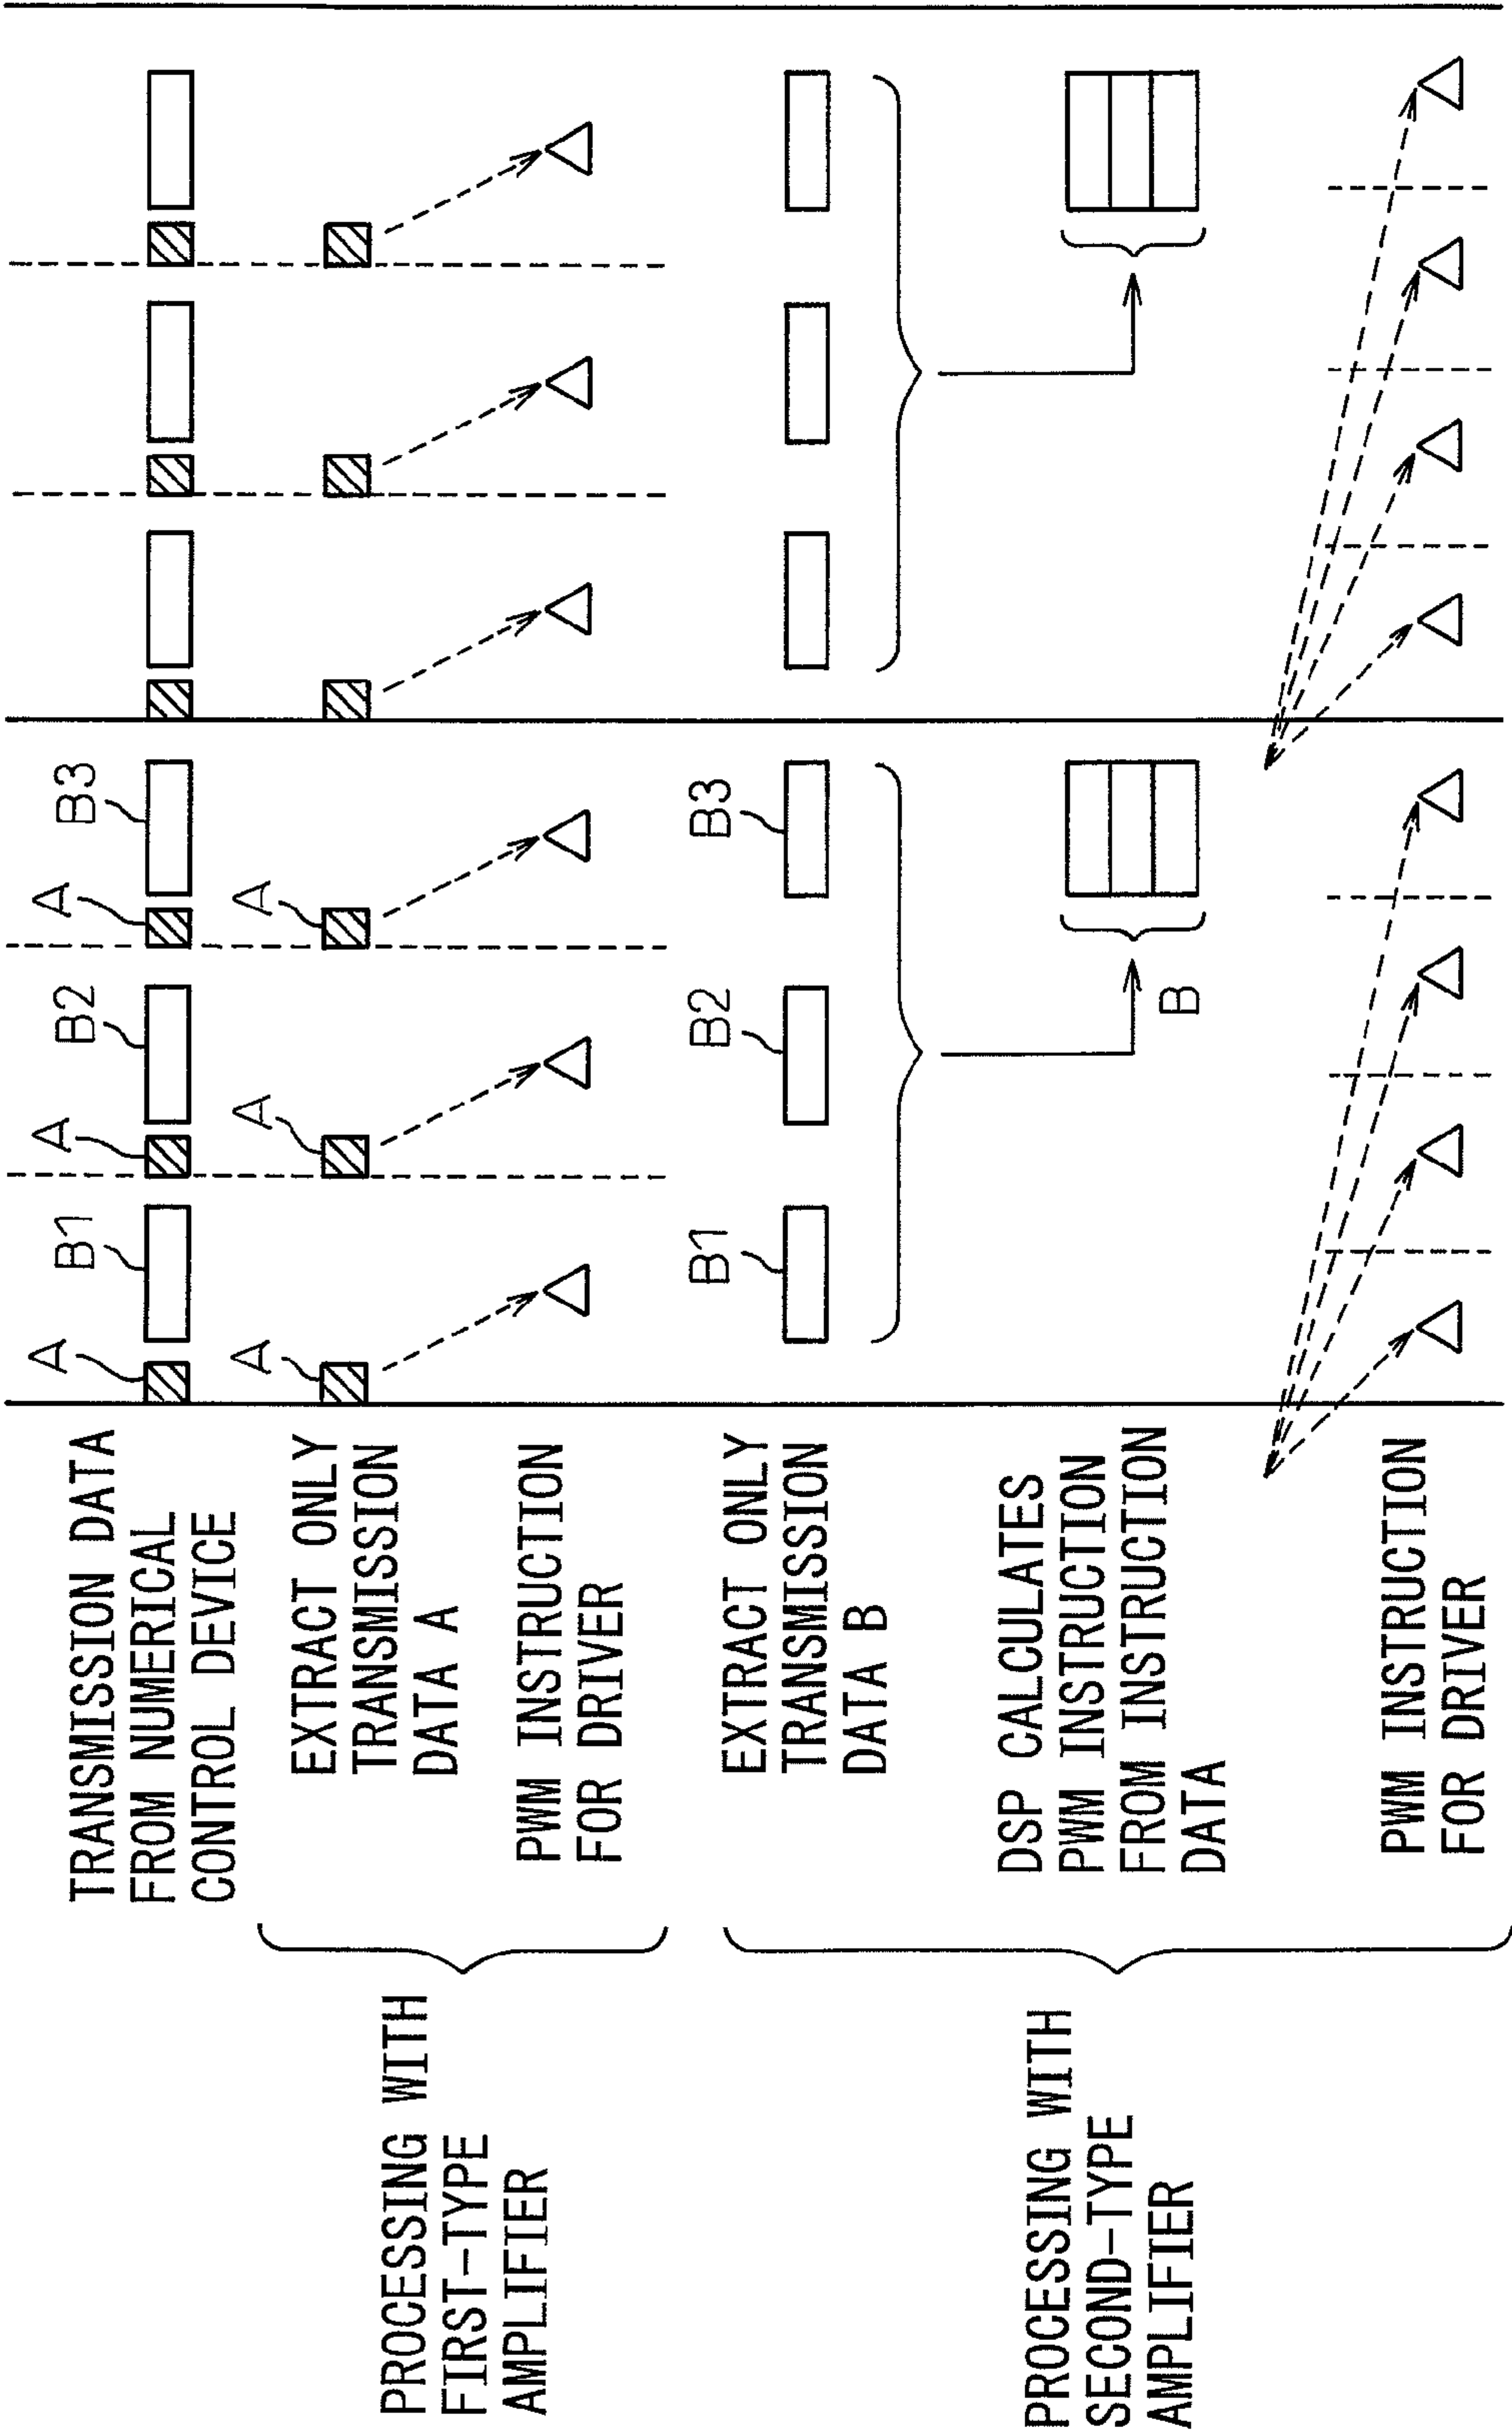 TRANSMISSION DATA
FROM NUMERICAL
CONTROL DEVICE
A
B1
A
B2
A
B3
PROCESSING WITH
FIRST-TYPE
AMPLIFIER
EXTRACT ONLY
TRANSMISSION
DATA A
A
A
A
PWM INSTRUCTION
FOR DRIVER
PROCESSING WITH
SECOND-TYPE
AMPLIFIER
EXTRACT ONLY
TRANSMISSION
DATA B
B1
B2
B3
DSP CALCULATES
PWM INSTRUCTION
FROM INSTRUCTION
DATA
B
PWM INSTRUCTION
FOR DRIVER